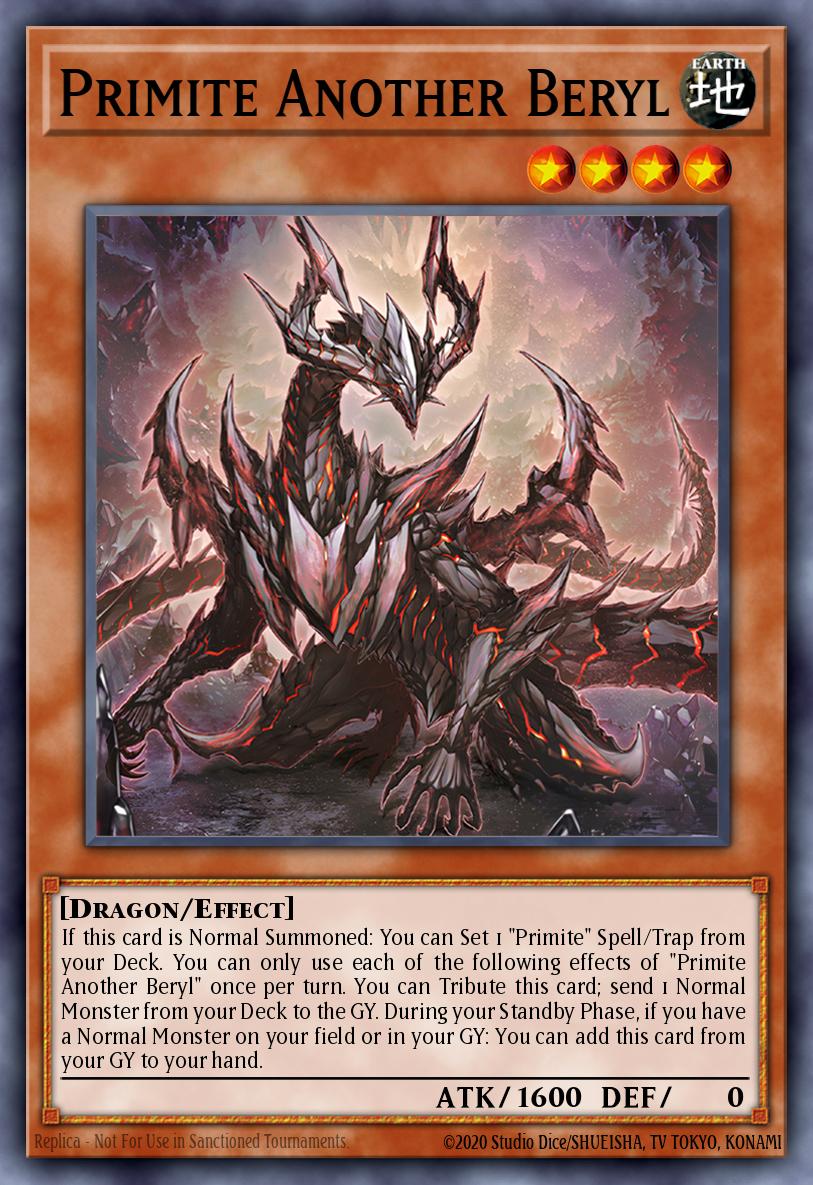 Primite Another Beryl
EARTH
地
[Dragon/Effect]
If this card is Normal Summoned: You can Set 1 "Primite" Spell/Trap from
your Deck. You can only use each of the following effects of "Primite
Another Beryl" once per turn. You can Tribute this card; send 1 Normal
Monster from your Deck to the GY. During your Standby Phase, if you have
a Normal Monster on your field or in your GY: You can add this card from
your GY to your hand.
ATK/1600 DEF/ 0
Replica - Not For Use in Sanctioned Tournaments.
©2020 Studio Dice/SHUEISHA, TV TOKYO, KONAMI